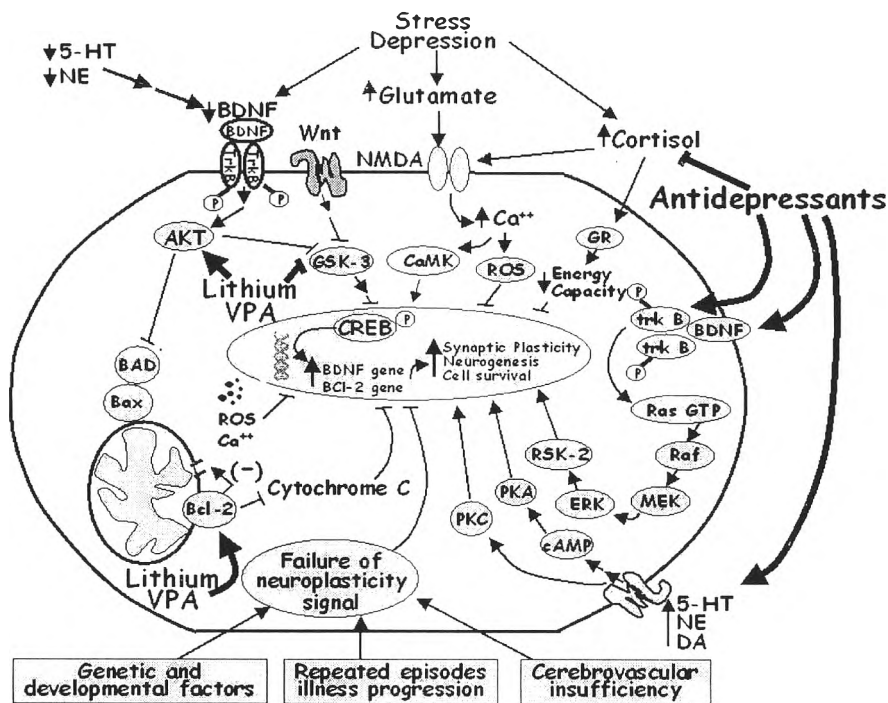 Stress
Depression
5-HT
NE
BDNF
BDNF
TrkB
TrkB
P
P
Wnt
Glutamate
NMDA
Cortisol
Antidepressants
Ca++
AKT
GSK-3
CaMK
ROS
GR
Energy
Capacity
Lithium
VPA
P
trk B
BDNF
trk B
P
CREB
P
BDNF gene
BCl-2 gene
Synaptic Plasticity
Neurogenesis
Cell survival
BAD
Bax
ROS
Ca++
(-)
Bcl-2
Cytochrome C
Ras GTP
Raf
MEK
ERK
RSK-2
PKA
PKC
cAMP
Lithium
VPA
Failure of
neuroplasticity
signal
5-HT
NE
DA
Genetic and
developmental factors
Repeated episodes
illness progression
Cerebrovascular
insufficiency